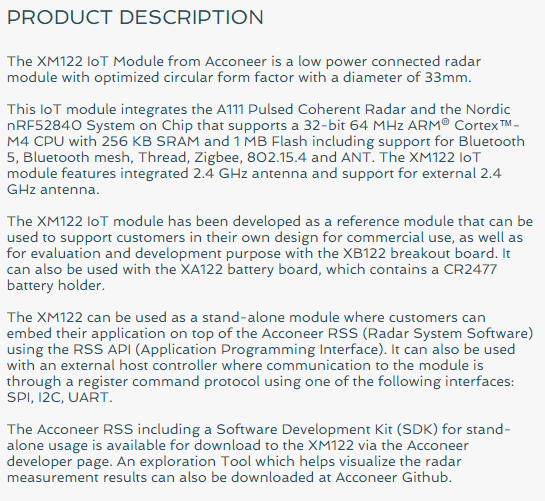 PRODUCT DESCRIPTION
The XM122 IoT Module from Acconeer is a low power connected radar
module with optimized circular form factor with a diameter of 33mm.
This IoT module integrates the A111 Pulsed Coherent Radar and the Nordic
nRF52840 System on Chip that supports a 32-bit 64 MHz ARM® Cortex™-
M4 CPU with 256 KB SRAM and 1 MB Flash including support for Bluetooth
5, Bluetooth mesh, Thread, Zigbee, 802.15.4 and ANT. The XM122 IoT
module features integrated 2.4 GHz antenna and support for external 2.4
GHz antenna.
The XM122 IoT module has been developed as a reference module that can be
used to support customers in their own design for commercial use, as well as
for evaluation and development purpose with the XB122 breakout board. It
can also be used with the XA122 battery board, which contains a CR2477
battery holder.
The XM122 can be used as a stand-alone module where customers can
embed their application on top of the Acconeer RSS (Radar System Software)
using the RSS API (Application Programming Interface). It can also be used
with an external host controller where communication to the module is
through a register command protocol using one of the following interfaces:
SPI, I2C, UART.
The Acconeer RSS including a Software Development Kit (SDK) for stand-
alone usage is available for download to the XM122 via the Acconeer
developer page. An exploration Tool which helps visualize the radar
measurement results can also be downloaded at Acconeer Github.